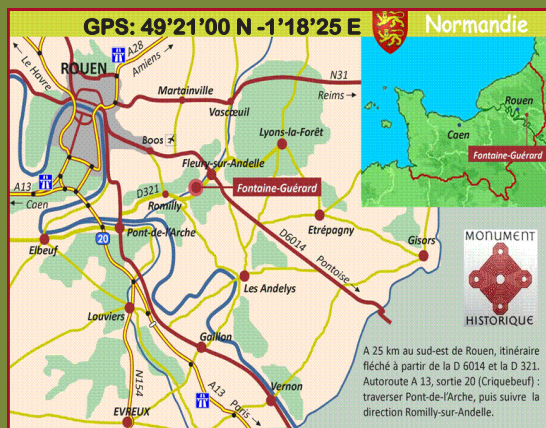 GPS: 49'21'00 N -1'18'25 E
Normandie
Le Havre
A28
Amiens
ROUEN
N31
Reims
Martainville
Vascœuil
Boos
Lyons-la-Forêt
Fleury-sur-Andelle
Fontaine-Guérard
A13
Caen
D321
Romilly
Pont-de-l'Arche
20
Elbeuf
Etrépagny
Gisors
D6014
Pontoise
Les Andelys
Louviers
Gaillon
N154
A13
Paris
Vernon
EVREUX
Rouen
Caen
Fontaine-Guérard
MONUMENT
HISTORIQUE
A 25 km au sud-est de Rouen, itinéraire
fléché à partir de la D 6014 et la D 321.
Autoroute A 13, sortie 20 (Criquebeuf) :
traverser Pont-de-l'Arche, puis suivre la
direction Romilly-sur-Andelle.